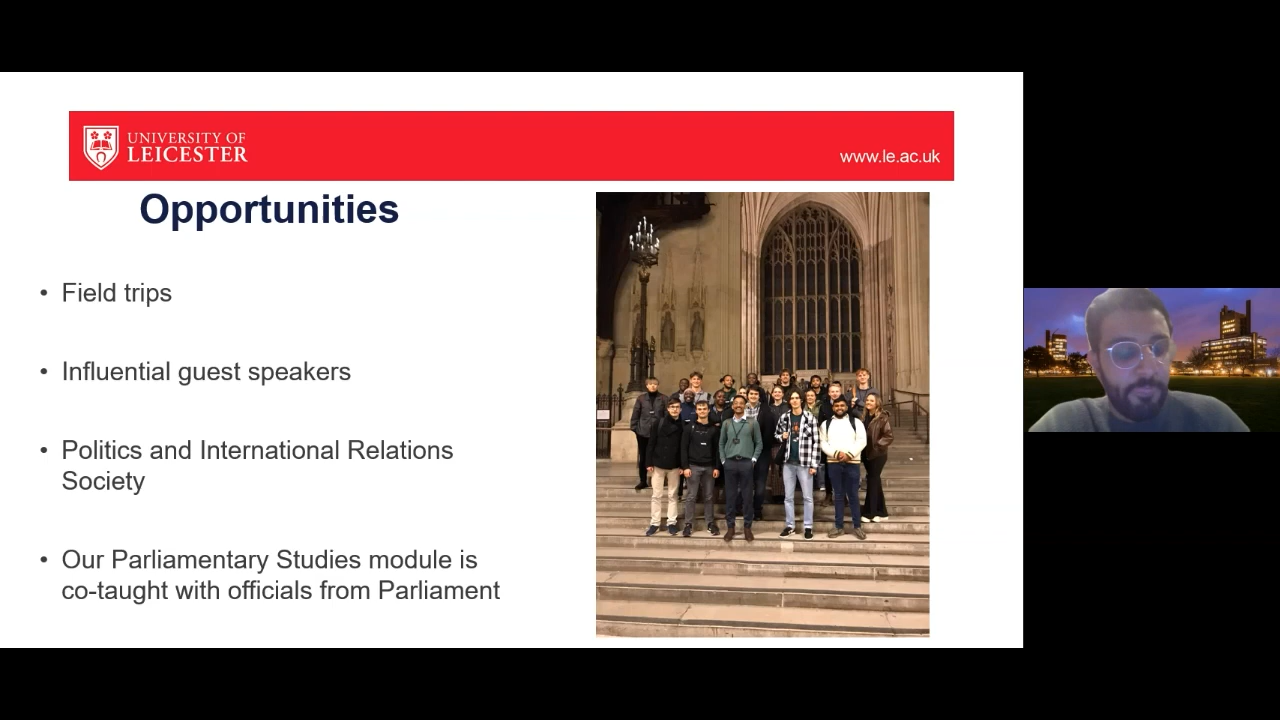 UNIVERSITY OF
LEICESTER
www.le.ac.uk
Opportunities
• Field trips
• Influential guest speakers
• Politics and International Relations
Society
• Our Parliamentary Studies module is
co-taught with officials from Parliament